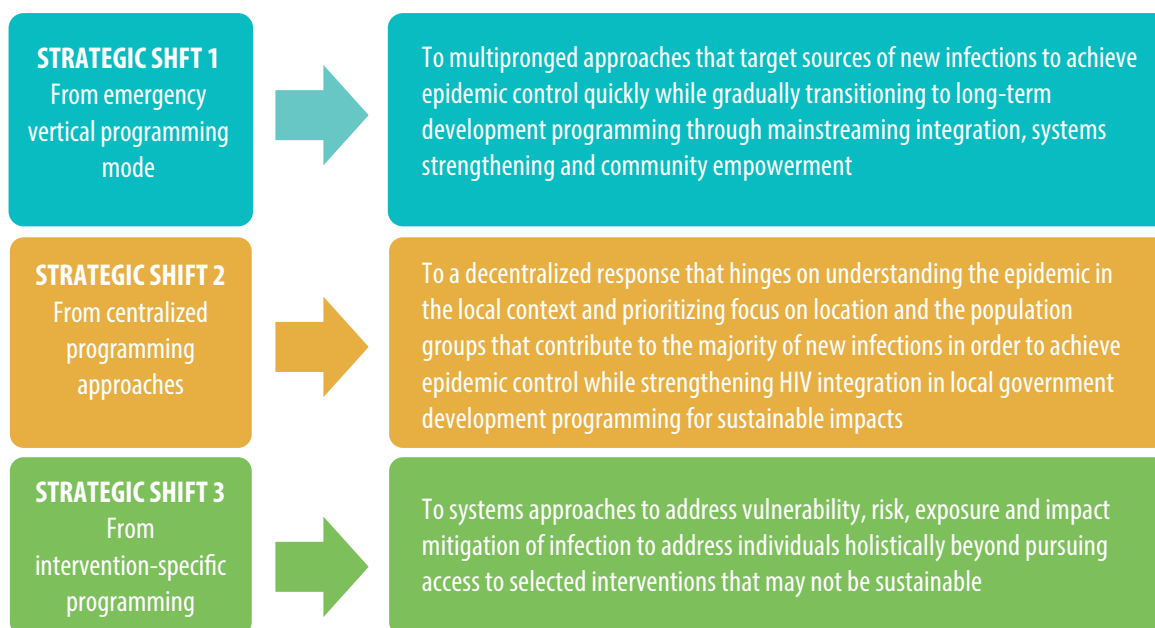 STRATEGIC SHFT 1
From emergency
vertical programming
mode
To multipronged approaches that target sources of new infections to achieve
epidemic control quickly while gradually transitioning to long-term
development programming through mainstreaming integration, systems
strengthening and community empowerment
STRATEGIC SHIFT 2
From centralized
programming
approaches
To a decentralized response that hinges on understanding the epidemic in
the local context and prioritizing focus on location and the population
groups that contribute to the majority of new infections in order to achieve
epidemic control while strengthening HIV integration in local government
development programming for sustainable impacts
STRATEGIC SHIFT 3
From
intervention-specific
programming
To systems approaches to address vulnerability, risk, exposure and impact
mitigation of infection to address individuals holistically beyond pursuing
access to selected interventions that may not be sustainable